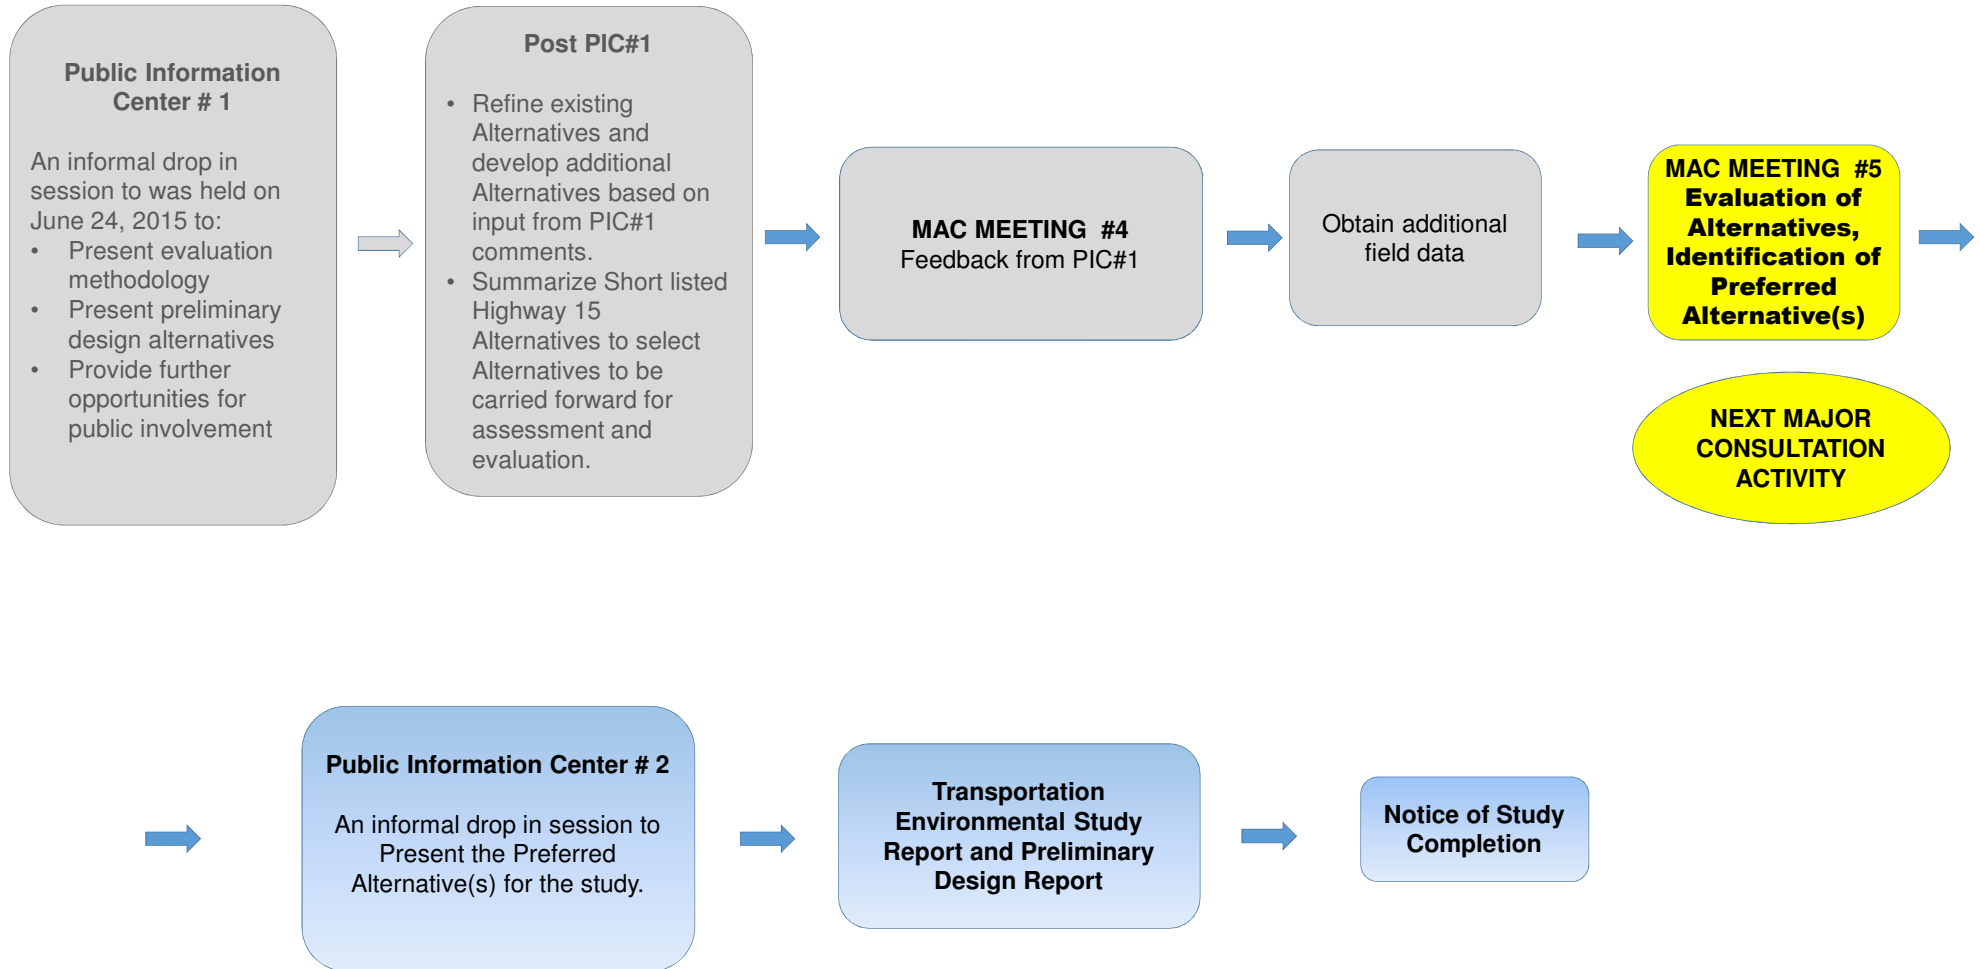 Public Information
Center # 1
An informal drop in
session to was held on
June 24, 2015 to:
• Present evaluation
methodology
• Present preliminary
design alternatives
• Provide further
opportunities for
public involvement
Post PIC#1
• Refine existing
Alternatives and
develop additional
Alternatives based on
input from PIC#1
comments.
• Summarize Short listed
Highway 15
Alternatives to select
Alternatives to be
carried forward for
assessment and
evaluation.
MAC MEETING #4
Feedback from PIC#1
Obtain additional
field data
MAC MEETING #5
Evaluation of
Alternatives,
Identification of
Preferred
Alternative(s)
NEXT MAJOR
CONSULTATION
ACTIVITY
Public Information Center # 2
An informal drop in session to
Present the Preferred
Alternative(s) for the study.
Transportation
Environmental Study
Report and Preliminary
Design Report
Notice of Study
Completion